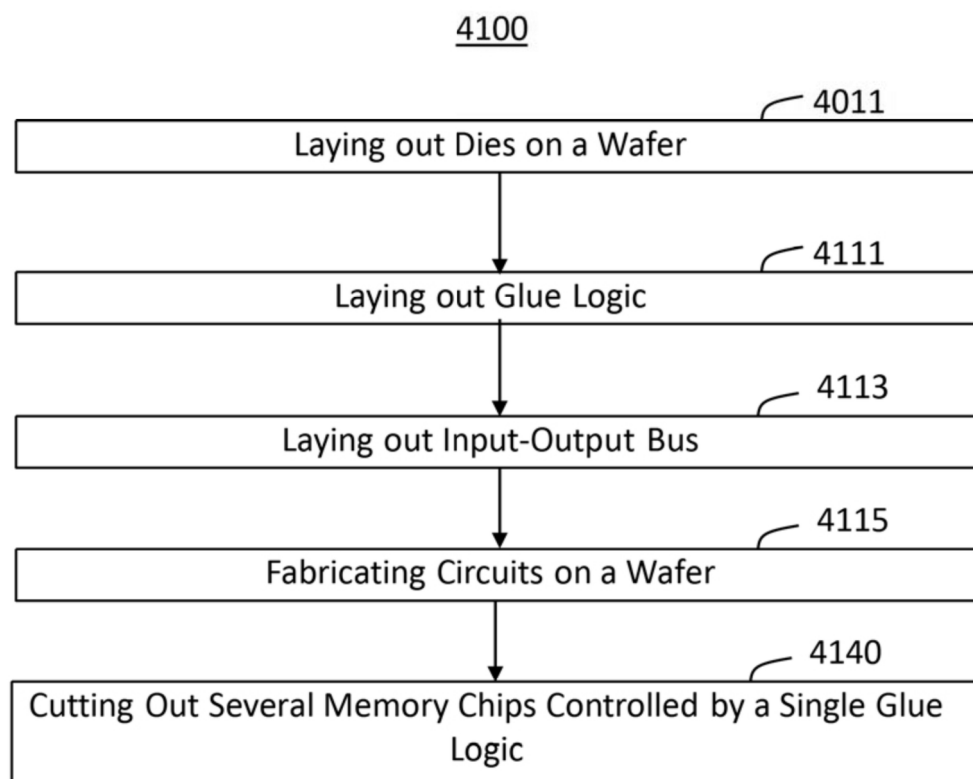 4100
4011
Laying out Dies on a Wafer
4111
Laying out Glue Logic
4113
Laying out Input-Output Bus
4115
Fabricating Circuits on a Wafer
4140
Cutting Out Several Memory Chips Controlled by a Single Glue
Logic